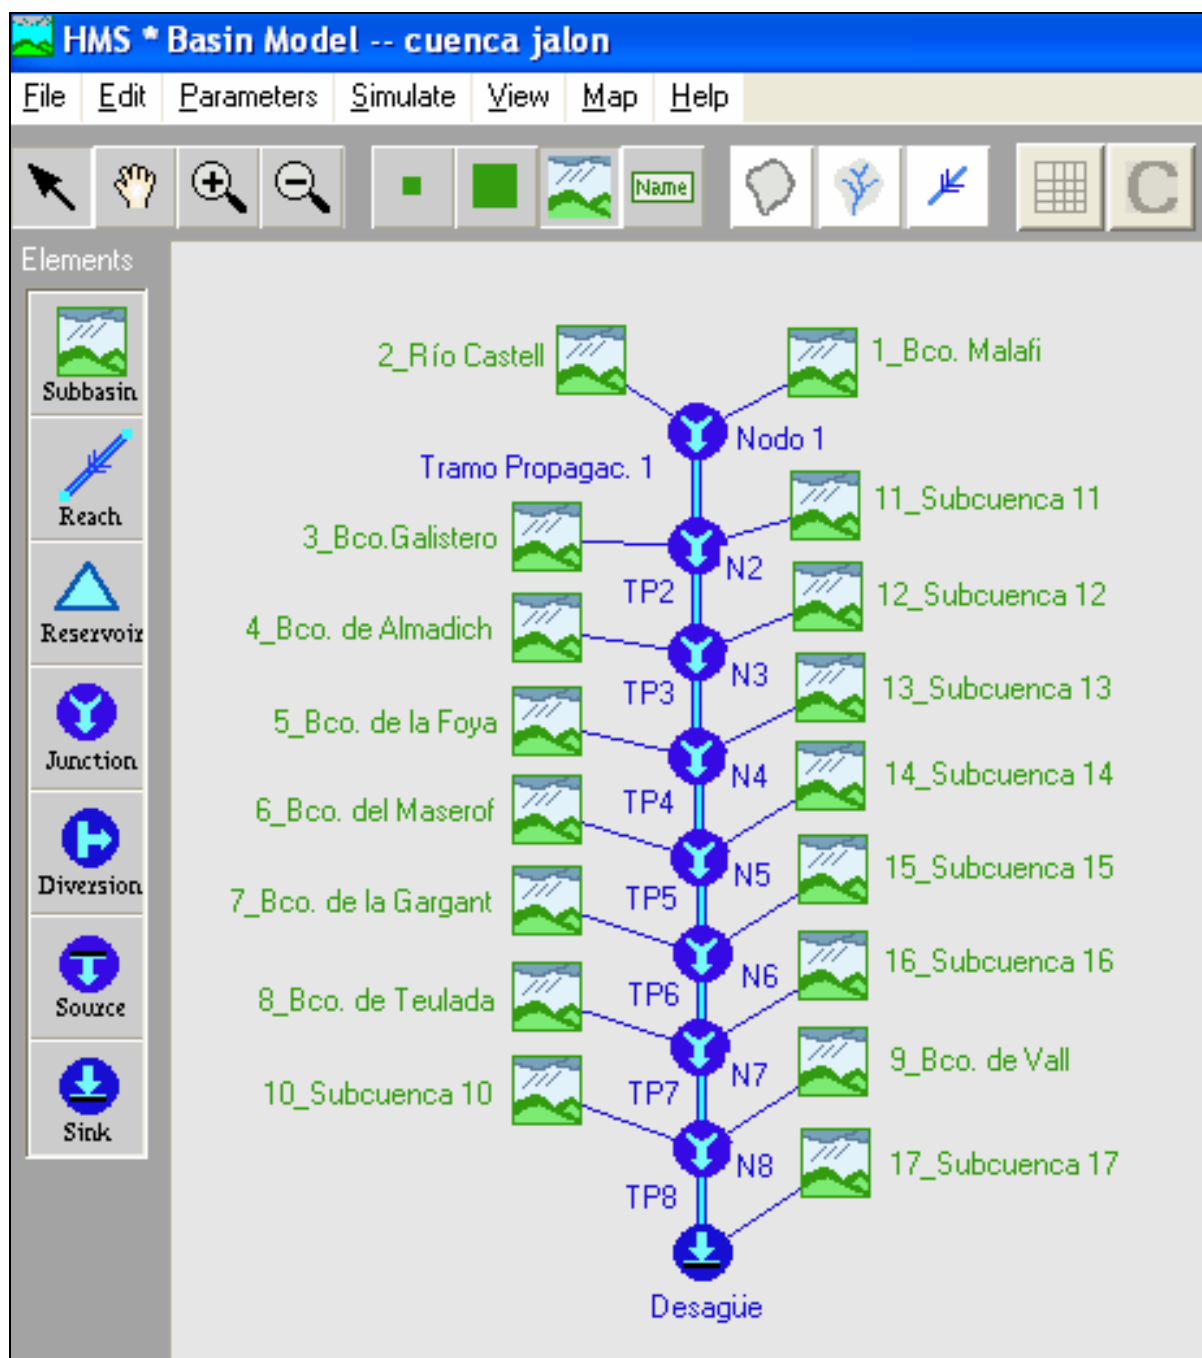 HMS * Basin Model -- cuenca jalon
File Edit Parameters Simulate View Map Help
Name
C
Elements
Subbasin
Reach
Reservoir
Junction
Diversion
Source
Sink
2_Río Castell
1_Bco. Malafi
Nodo 1
Tramo Propagac. 1
11_Subcuenca 11
3_Bco.Galistero
N2
TP2
12_Subcuenca 12
4_Bco. de Almadich
N3
TP3
13_Subcuenca 13
5_Bco. de la Foya
N4
TP4
14_Subcuenca 14
6_Bco. del Maserof
N5
TP5
15_Subcuenca 15
7_Bco. de la Gargant
N6
TP6
16_Subcuenca 16
8_Bco. de Teulada
N7
TP7
9_Bco. de Vall
10_Subcuenca 10
N8
TP8
17_Subcuenca 17
Desagüe